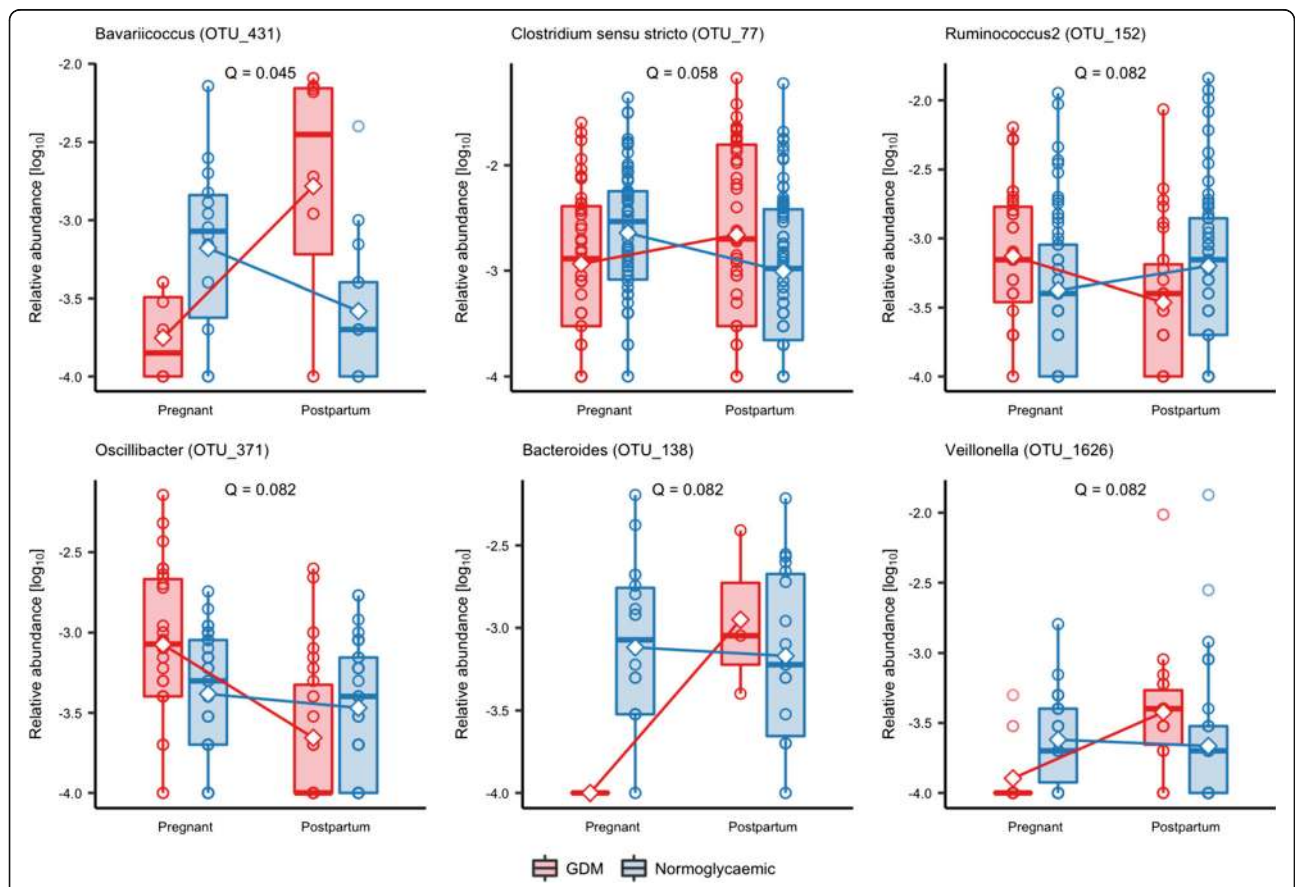 Bavariicoccus (OTU_431)
Clostridium sensu stricto (OTU_77)
Ruminococcus2 (OTU_152)
Q = 0.045
Q = 0.058
Q = 0.082
Relative abundance [log10]
-2.0
-2.5
-3.0
-3.5
-4.0
Pregnant
Postpartum
Relative abundance [log10]
-2
-3
-4
Pregnant
Postpartum
Relative abundance [log10]
-2.0
-2.5
-3.0
-3.5
-4.0
Pregnant
Postpartum
Oscillibacter (OTU_371)
Bacteroides (OTU_138)
Veillonella (OTU_1626)
Q = 0.082
Q = 0.082
Q = 0.082
Relative abundance [log10]
-2.5
-3.0
-3.5
-4.0
Pregnant
Postpartum
Relative abundance [log10]
-2.5
-3.0
-3.5
-4.0
Pregnant
Postpartum
Relative abundance [log10]
-2.0
-2.5
-3.0
-3.5
-4.0
Pregnant
Postpartum
GDM
Normoglycaemic